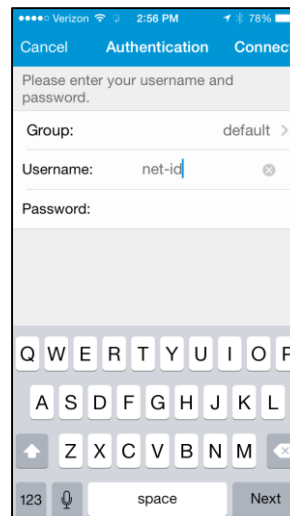 Verizon 2:56 PM 78%
Cancel Authentication Connect
Please enter your username and
password.
Group: default >
Username: net-id
Password:
Q W E R T Y U I O P
A S D F G H J K L
Z X C V B N M
123 space Next